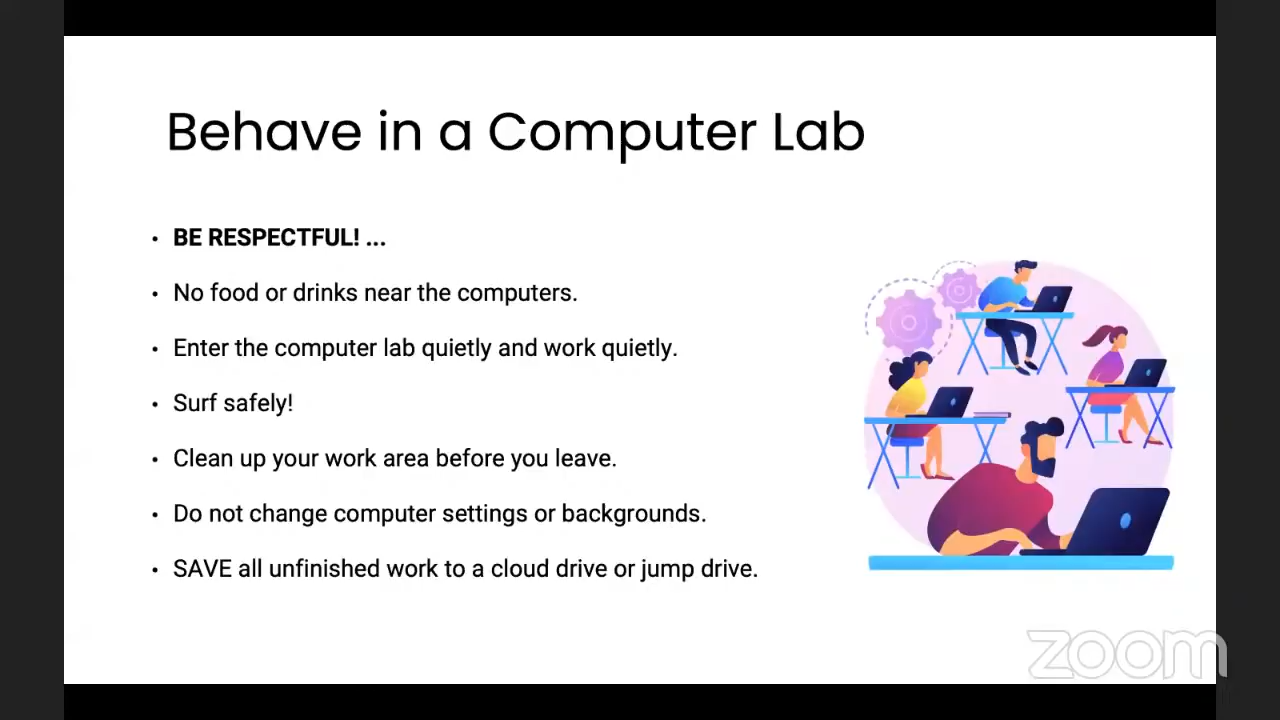 Behave in a Computer Lab
• BE RESPECTFUL! ...
• No food or drinks near the computers.
• Enter the computer lab quietly and work quietly.
• Surf safely!
• Clean up your work area before you leave.
• Do not change computer settings or backgrounds.
• SAVE all unfinished work to a cloud drive or jump drive.
zoom